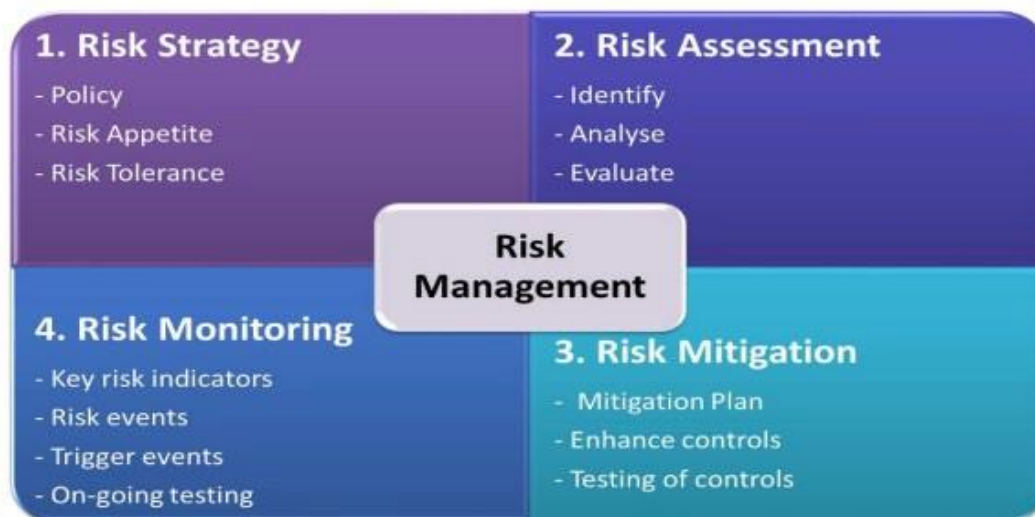 1. Risk Strategy
- Policy
- Risk Appetite
- Risk Tolerance
2. Risk Assessment
- Identify
- Analyse
- Evaluate
Risk
Management
3. Risk Mitigation
- Mitigation Plan
- Enhance controls
- Testing of controls
4. Risk Monitoring
- Key risk indicators
- Risk events
- Trigger events
- On-going testing